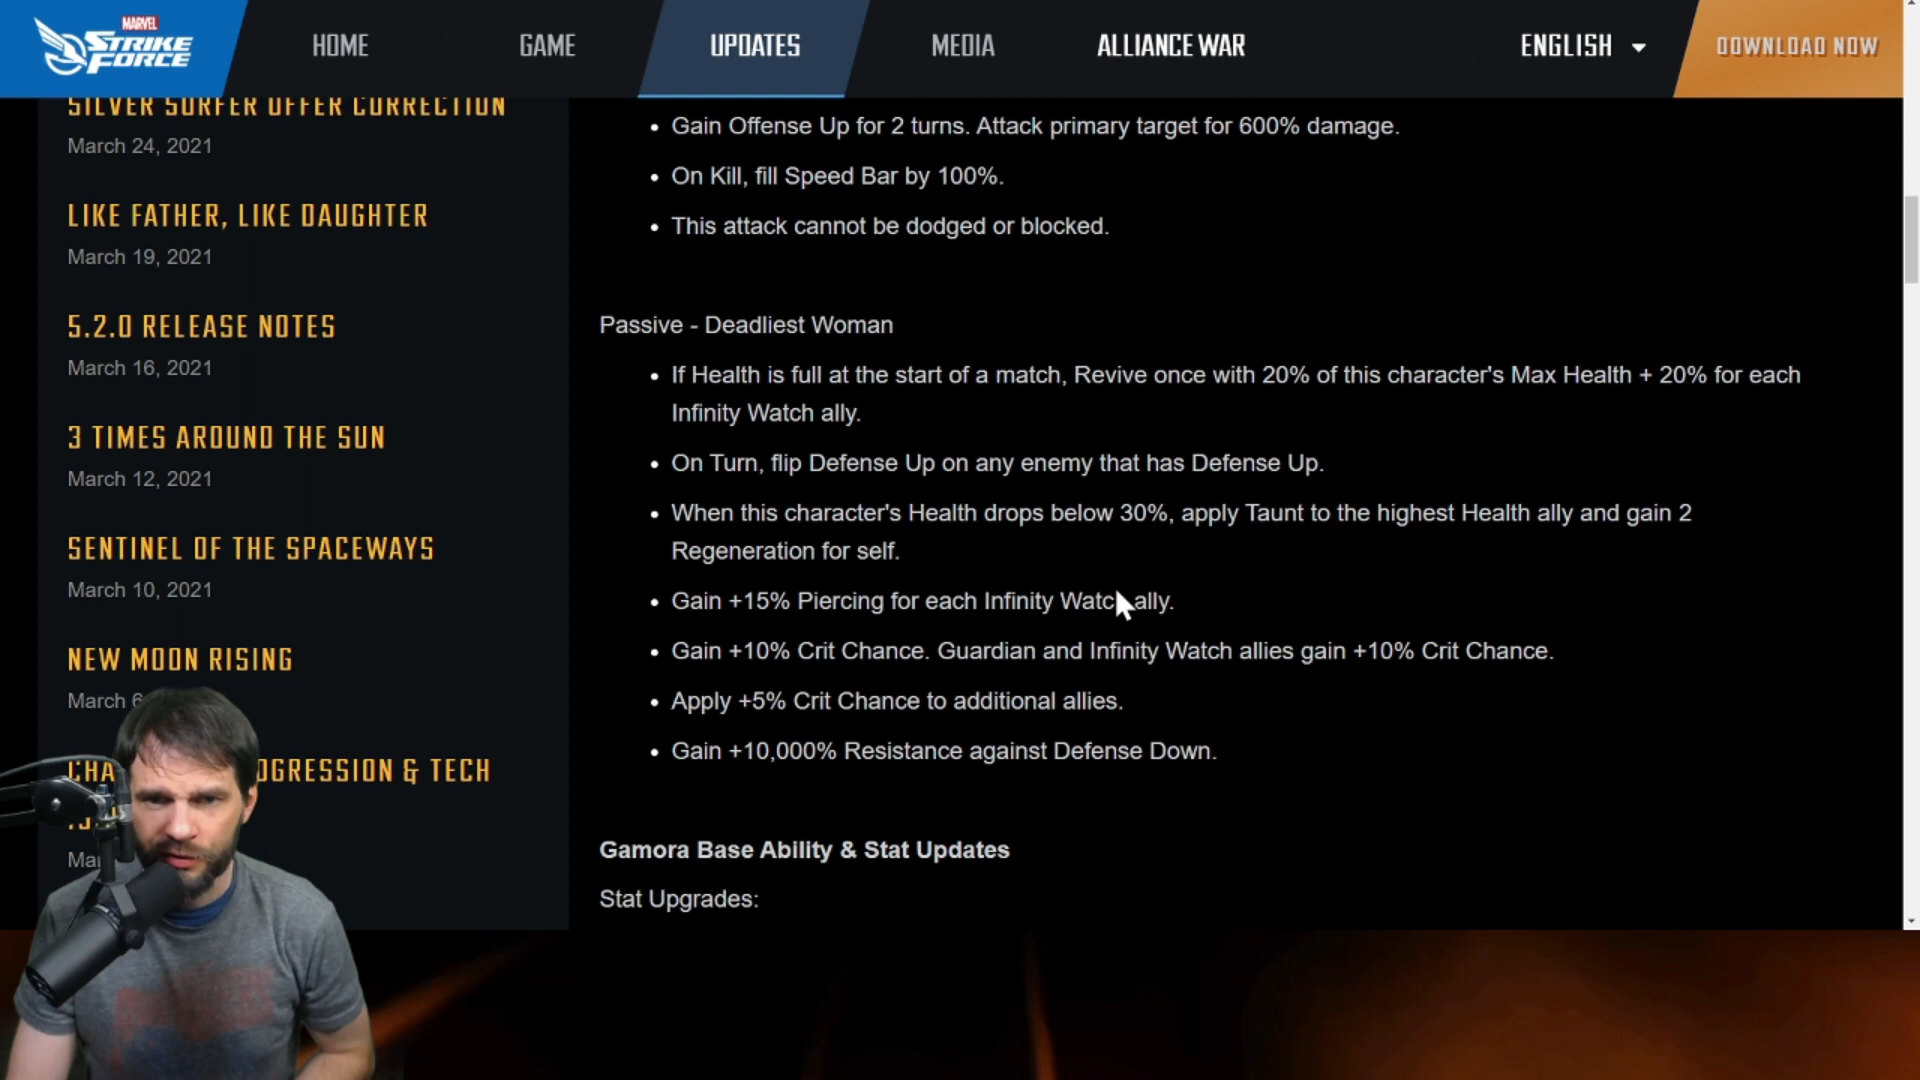 MARVEL
STRIKE
FORCE
HOME
GAME
UPDATES
MEDIA
ALLIANCE WAR
ENGLISH
DOWNLOAD NOW
SILVER SURFER OFFER CORRECTION
March 24, 2021
LIKE FATHER, LIKE DAUGHTER
March 19, 2021
5.2.0 RELEASE NOTES
March 16, 2021
3 TIMES AROUND THE SUN
March 12, 2021
SENTINEL OF THE SPACEWAYS
March 10, 2021
NEW MOON RISING
March 6
CHA OGRESSION & TECH
Ma
• Gain Offense Up for 2 turns. Attack primary target for 600% damage.
• On Kill, fill Speed Bar by 100%.
• This attack cannot be dodged or blocked.
Passive - Deadliest Woman
• If Health is full at the start of a match, Revive once with 20% of this character's Max Health + 20% for each
Infinity Watch ally.
• On Turn, flip Defense Up on any enemy that has Defense Up.
• When this character's Health drops below 30%, apply Taunt to the highest Health ally and gain 2
Regeneration for self.
• Gain +15% Piercing for each Infinity Watch ally.
• Gain +10% Crit Chance. Guardian and Infinity Watch allies gain +10% Crit Chance.
• Apply +5% Crit Chance to additional allies.
• Gain +10,000% Resistance against Defense Down.
Gamora Base Ability & Stat Updates
Stat Upgrades: